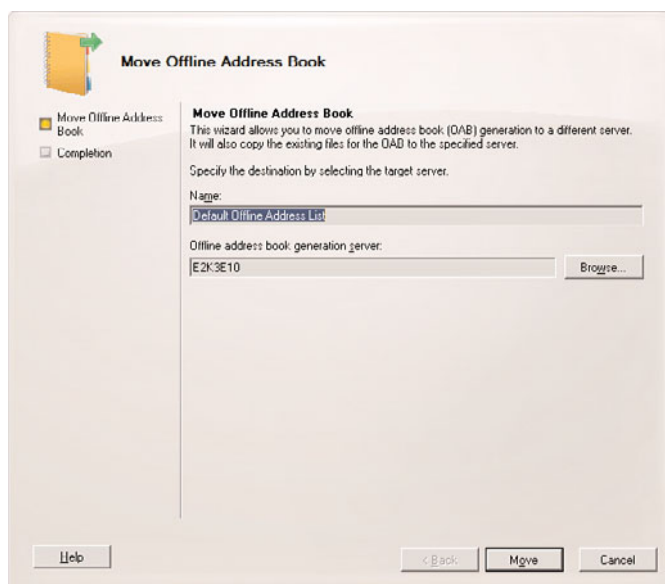 Move Offline Address Book
Move Offline Address
Book
Completion
Move Offline Address Book
This wizard allows you to move offline address book (OAB) generation to a different server.
It will also copy the existing files for the OAB to the specified server.
Specify the destination by selecting the target server.
Name:
Default Offline Address List
Offline address book generation server:
E2K3E10
Browse...
Help
< Back
Move
Cancel